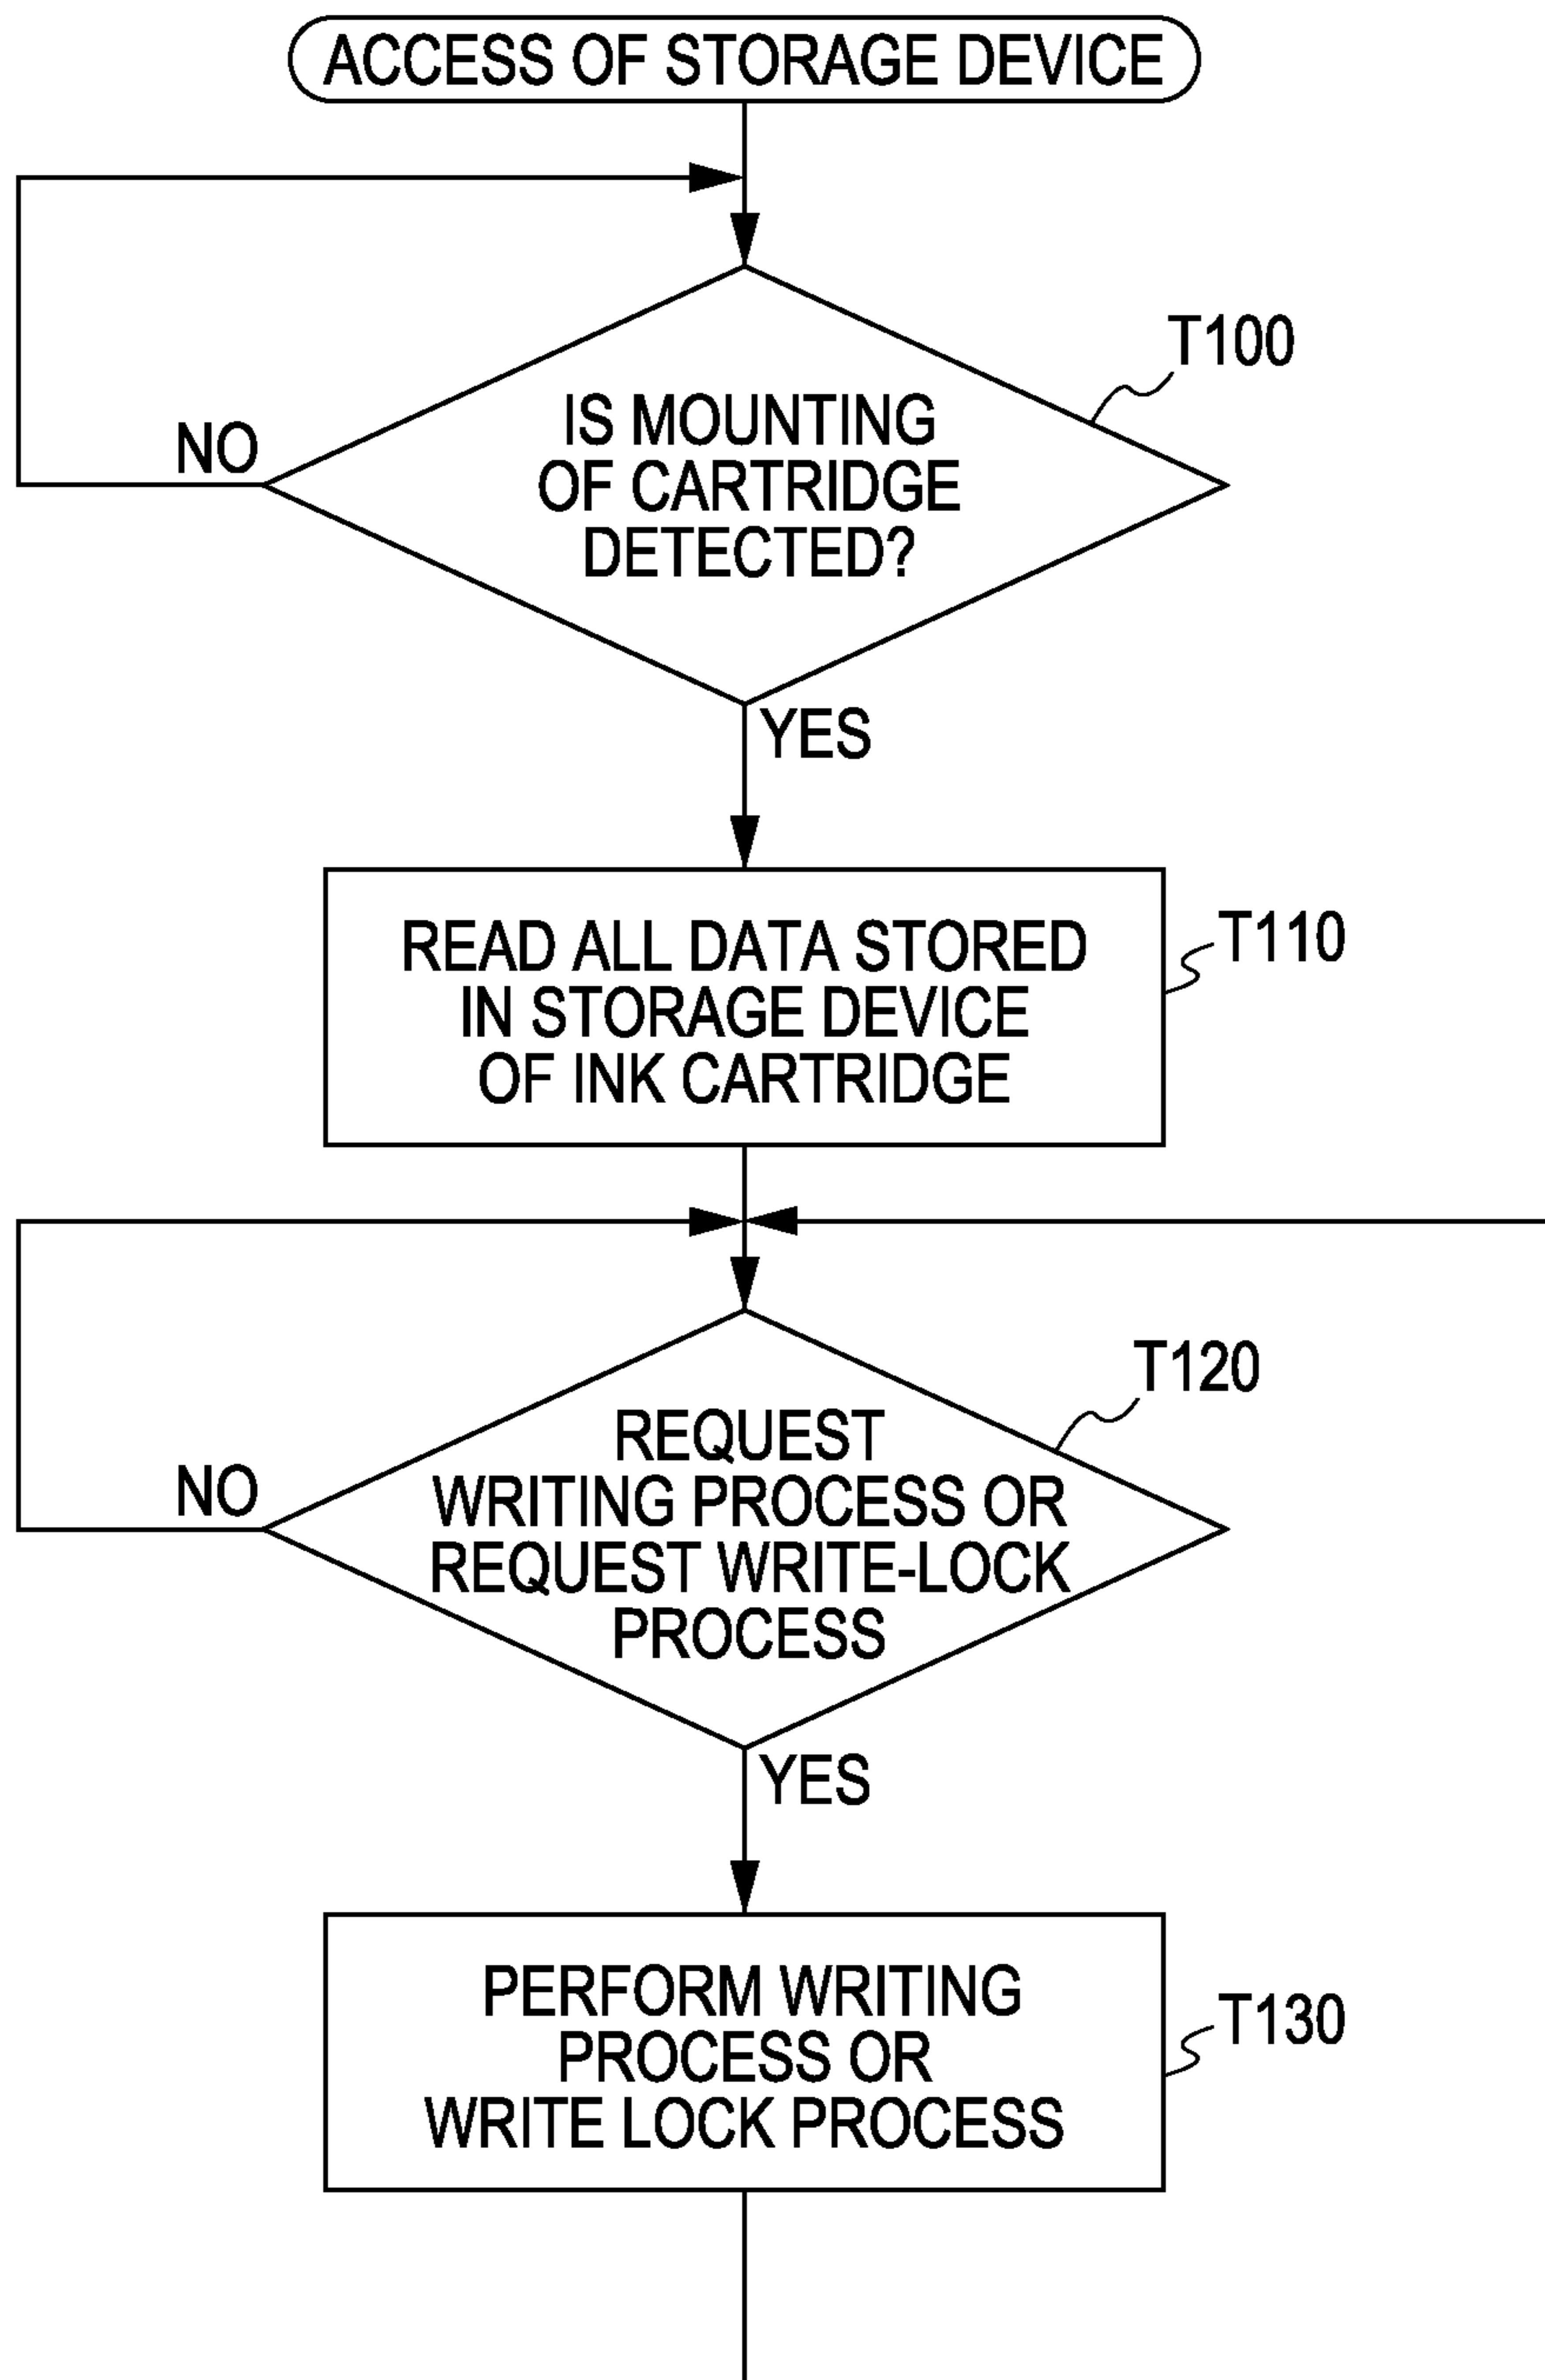 ACCESS OF STORAGE DEVICE
T100
IS MOUNTING
OF CARTRIDGE
DETECTED?
NO
YES
READ ALL DATA STORED
IN STORAGE DEVICE
OF INK CARTRIDGE
T110
T120
REQUEST
WRITING PROCESS OR
REQUEST WRITE-LOCK
PROCESS
NO
YES
PERFORM WRITING
PROCESS OR
WRITE LOCK PROCESS
T130